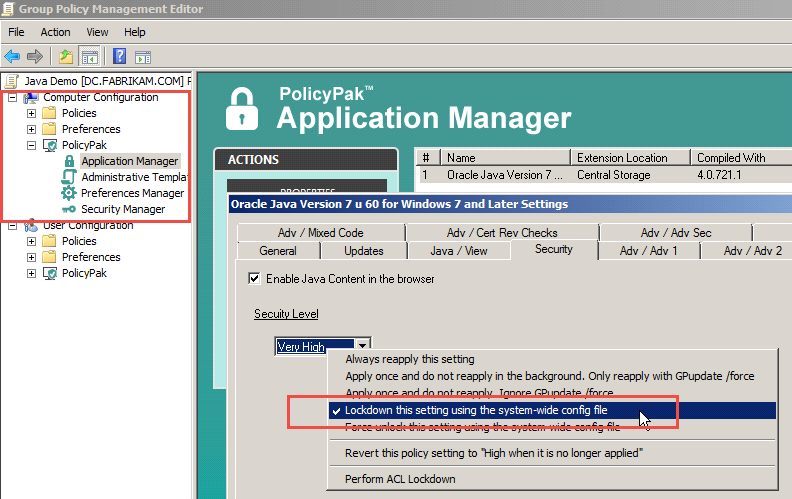 Group Policy Management Editor
File Action View Help
Java Demo [DC.FABRIKAM.COM] P
Computer Configuration
Policies
Preferences
PolicyPak
Application Manager
Administrative Templat
Preferences Manager
Security Manager
User Configuration
Policies
Preferences
PolicyPak
PolicyPak™
Application Manager
ACTIONS
PROPERTIES
# Name Extension Location Compiled With
1 Oracle Java Version 7 ... Central Storage 4.0.721.1
Oracle Java Version 7 u 60 for Windows 7 and Later Settings
Adv / Mixed Code Adv / Cert Rev Checks Adv / Adv Sec
General Updates Java / View Security Adv / Adv 1 Adv / Adv 2
Enable Java Content in the browser
Secuity Level
Very High
Always reapply this setting
Apply once and do not reapply in the background. Only reapply with GPupdate /force
Apply once and do not reapply. Ignore GPupdate /force
Lockdown this setting using the system-wide config file
Force unlock this setting using the system-wide config file
Revert this policy setting to "High when it is no longer applied"
Perform ACL Lockdown